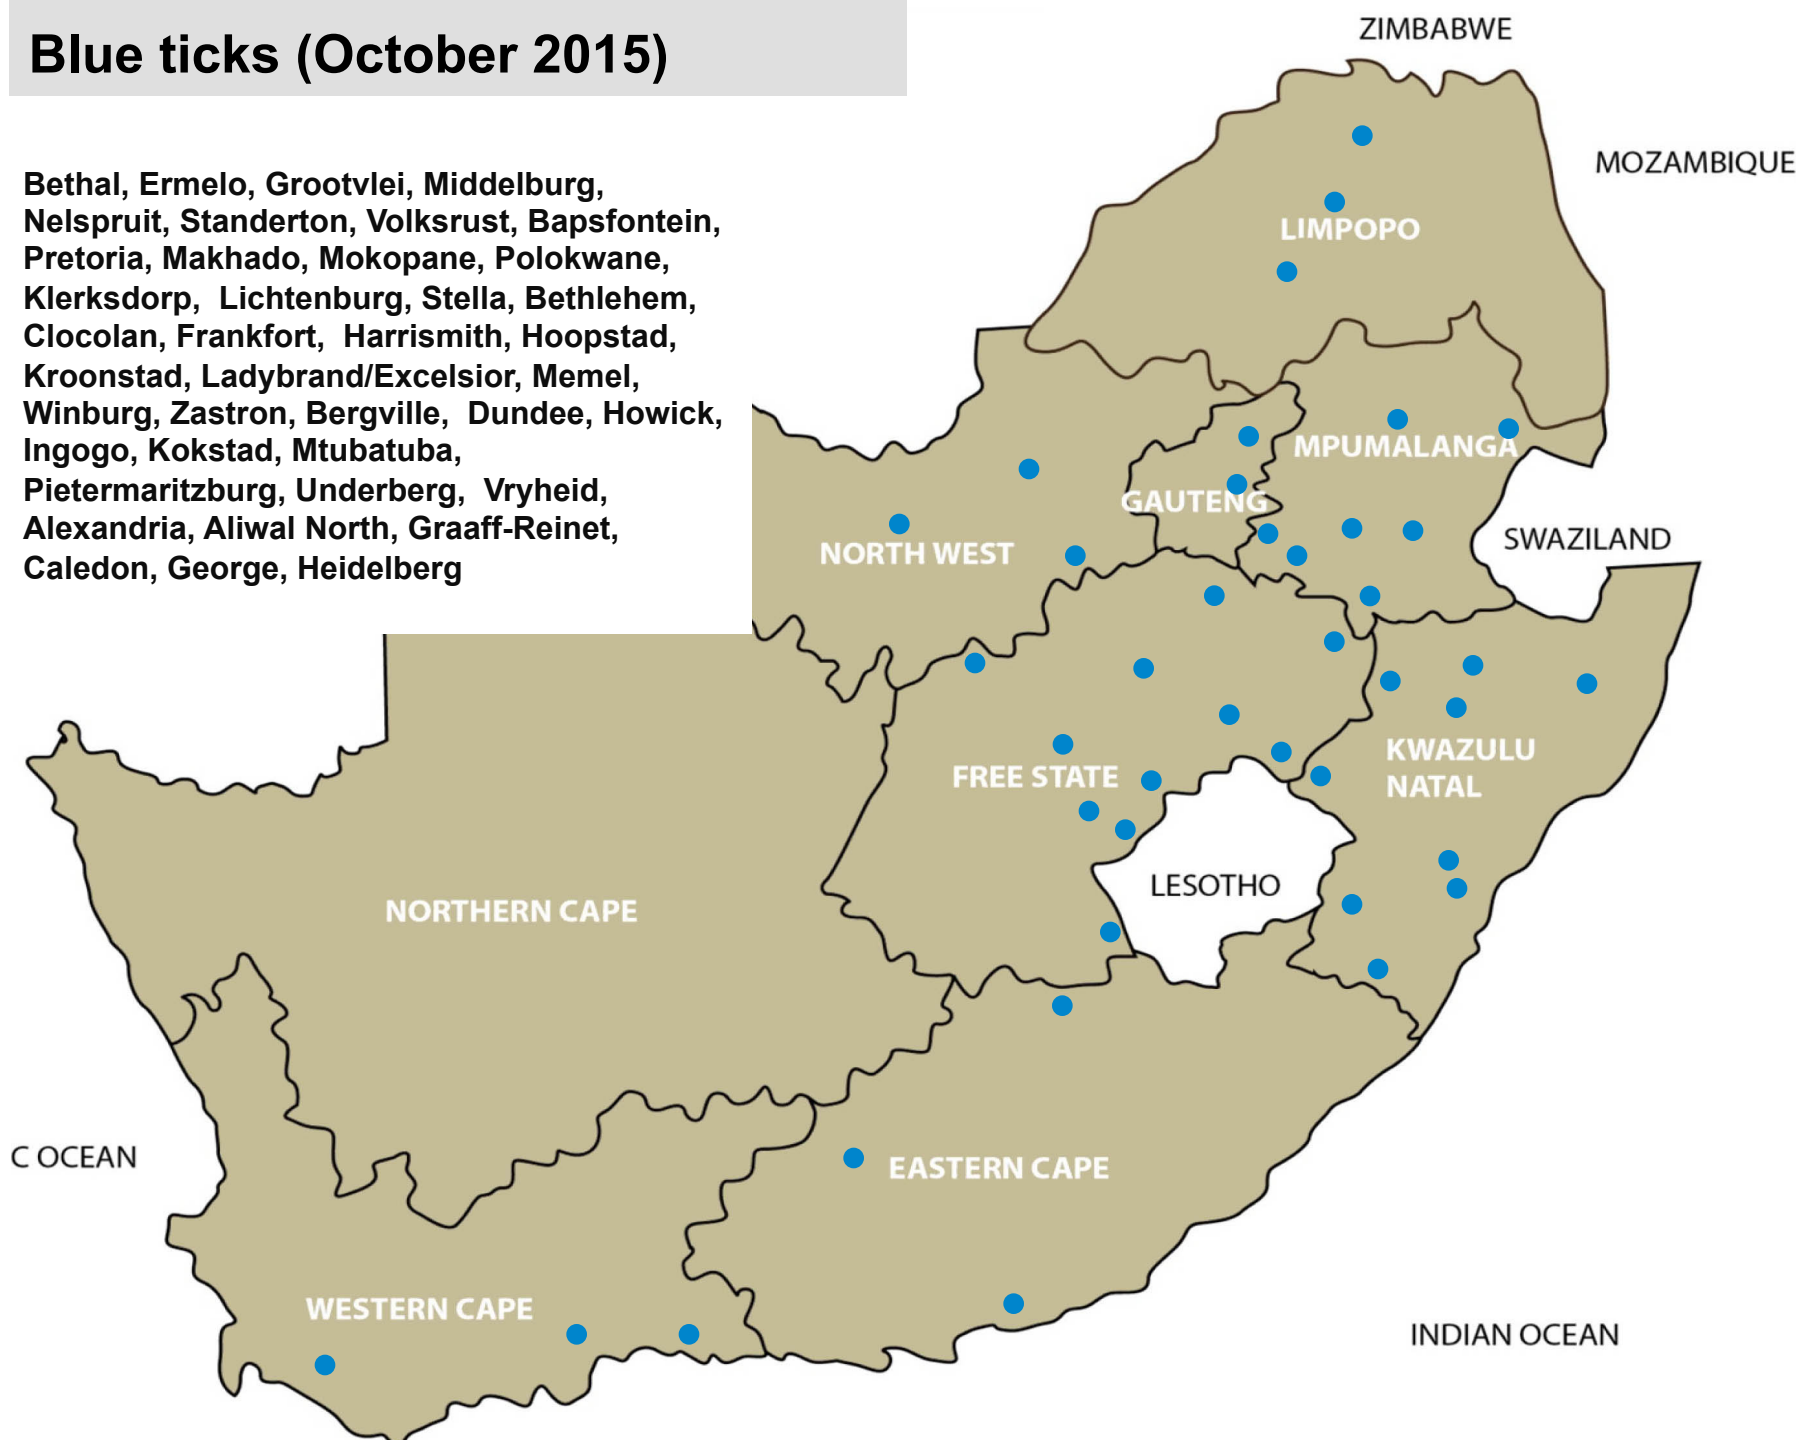 Blue ticks (October 2015)
Bethal, Ermelo, Grootvlei, Middelburg,
Nelspruit, Standerton, Volksrust, Bapsfontein,
Pretoria, Makhado, Mokopane, Polokwane,
Klerksdorp, Lichtenburg, Stella, Bethlehem,
Clocolan, Frankfort, Harrismith, Hoopstad,
Kroonstad, Ladybrand/Excelsior, Memel,
Winburg, Zastron, Bergville, Dundee, Howick,
Ingogo, Kokstad, Mtubatuba,
Pietermaritzburg, Underberg, Vryheid,
Alexandria, Aliwal North, Graaff-Reinet,
Caledon, George, Heidelberg
ZIMBABWE
MOZAMBIQUE
LIMPOPO
MPUMALANGA
GAUTENG
SWAZILAND
NORTH WEST
KWAZULU
NATAL
FREE STATE
LESOTHO
NORTHERN CAPE
C OCEAN
EASTERN CAPE
WESTERN CAPE
INDIAN OCEAN